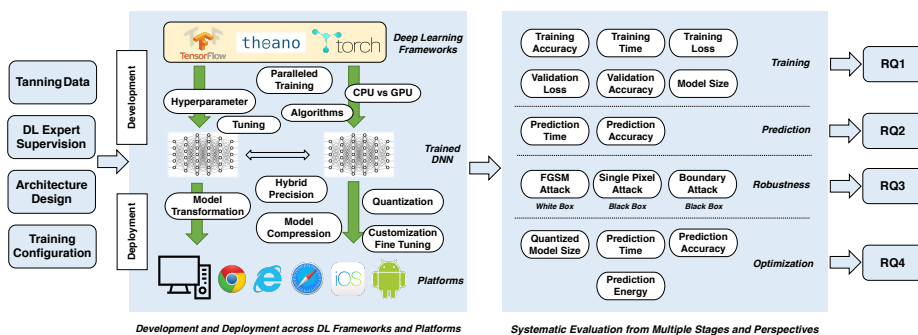 Tanning Data
DL Expert
Supervision
Architecture
Design
Training
Configuration
Development
Deployment
TensorFlow
theano
torch
Deep Learning
Frameworks
Paralleled
Training
Hyperparameter
CPU vs GPU
Algorithms
Tuning
Trained
DNN
Hybrid
Precision
Model
Transformation
Quantization
Model
Compression
Customization
Fine Tuning
iOS
Platforms
Development and Deployment across DL Frameworks and Platforms
Training
Accuracy
Training
Time
Training
Loss
Training
Validation
Loss
Validation
Accuracy
Model Size
RQ1
Prediction
Time
Prediction
Accuracy
Prediction
RQ2
FGSM
Attack
White Box
Single Pixel
Attack
Black Box
Boundary
Attack
Black Box
Robustness
RQ3
Quantized
Model Size
Prediction
Time
Prediction
Accuracy
Prediction
Energy
Optimization
RQ4
Systematic Evaluation from Multiple Stages and Perspectives